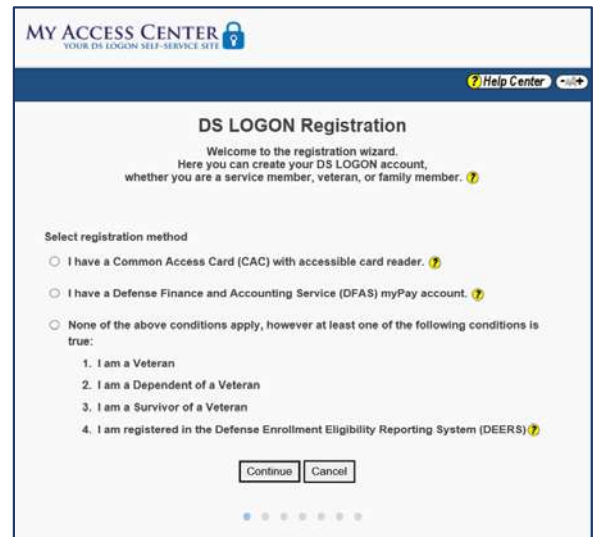 MY ACCESS CENTER
YOUR DS LOGON SELF-SERVICE SITE
? Help Center
DS LOGON Registration
Welcome to the registration wizard.
Here you can create your DS LOGON account,
whether you are a service member, veteran, or family member. ?
Select registration method
I have a Common Access Card (CAC) with accessible card reader. ?
I have a Defense Finance and Accounting Service (DFAS) myPay account. ?
None of the above conditions apply, however at least one of the following conditions is
true:
1. I am a Veteran
2. I am a Dependent of a Veteran
3. I am a Survivor of a Veteran
4. I am registered in the Defense Enrollment Eligibility Reporting System (DEERS) ?
Continue Cancel